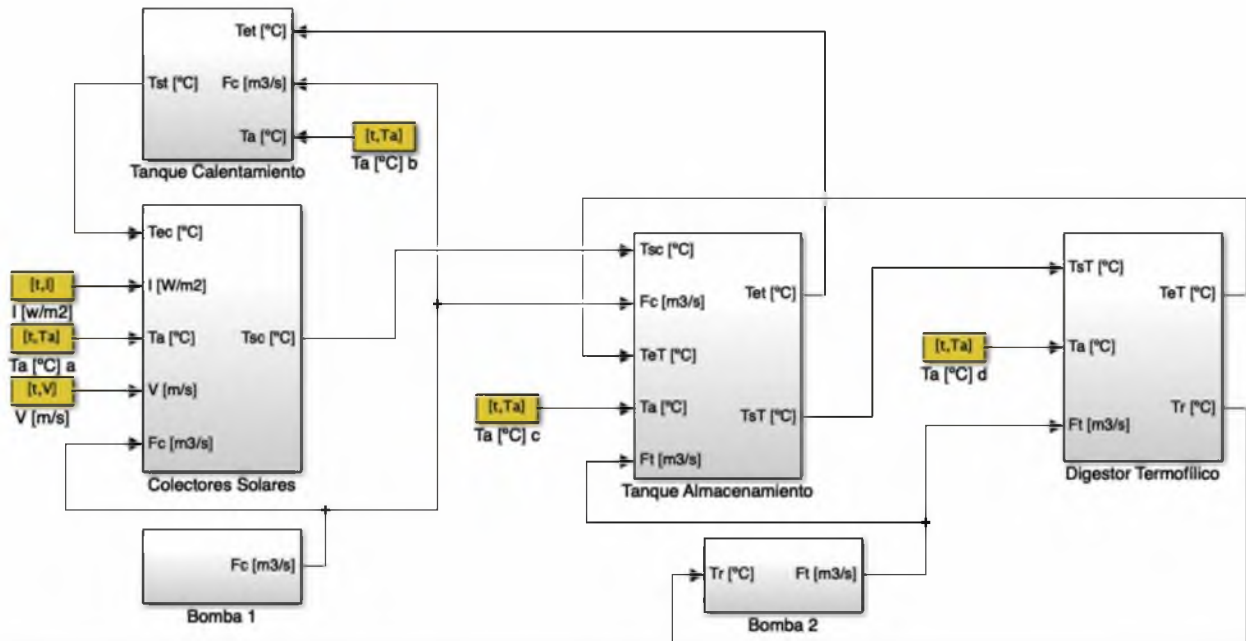 Tet [ºC]
Tst [ºC]
Fc [m3/s]
Ta [ºC]
Tanque Calentamiento
[t,Ta]
Ta [ºC] b
Tec [ºC]
I [W/m2]
Ta [ºC]
V [m/s]
Fc [m3/s]
Tsc [ºC]
Colectores Solares
[t,I]
I [w/m2]
[t,Ta]
Ta [ºC] a
[t,V]
V [m/s]
Fc [m3/s]
Bomba 1
Tsc [ºC]
Fc [m3/s]
TeT [ºC]
Ta [ºC]
Ft [m3/s]
Tet [ºC]
TsT [ºC]
Tanque Almacenamiento
[t,Ta]
Ta [ºC] c
Tr [ºC]
Ft [m3/s]
Bomba 2
TsT [ºC]
Ta [ºC]
Ft [m3/s]
TeT [ºC]
Tr [ºC]
Digestor Termofílico
[t,Ta]
Ta [ºC] d